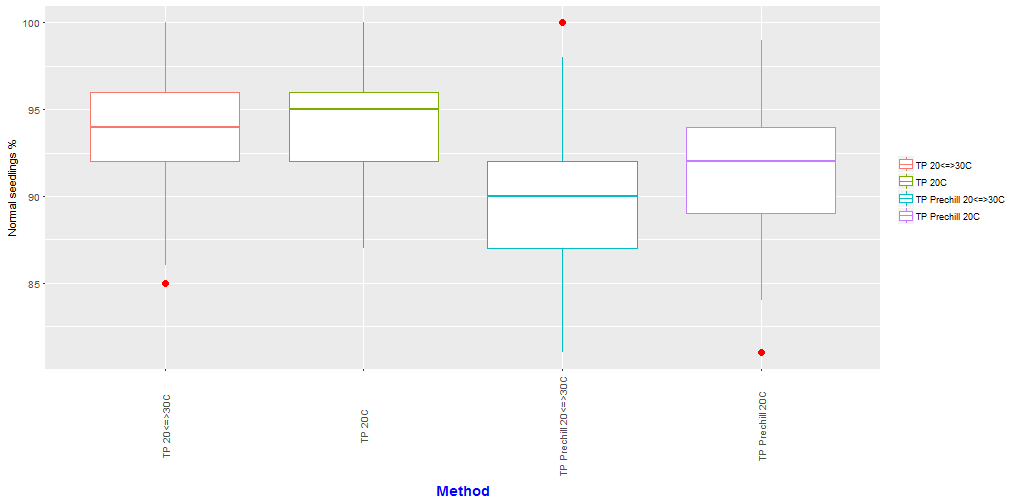 Normal seedlings %
100
95
90
85
TP 20<=>30C
TP 20C
TP Prechill 20<=>30C
TP Prechill 20C
Method
TP 20<=>30C
TP 20C
TP Prechill 20<=>30C
TP Prechill 20C